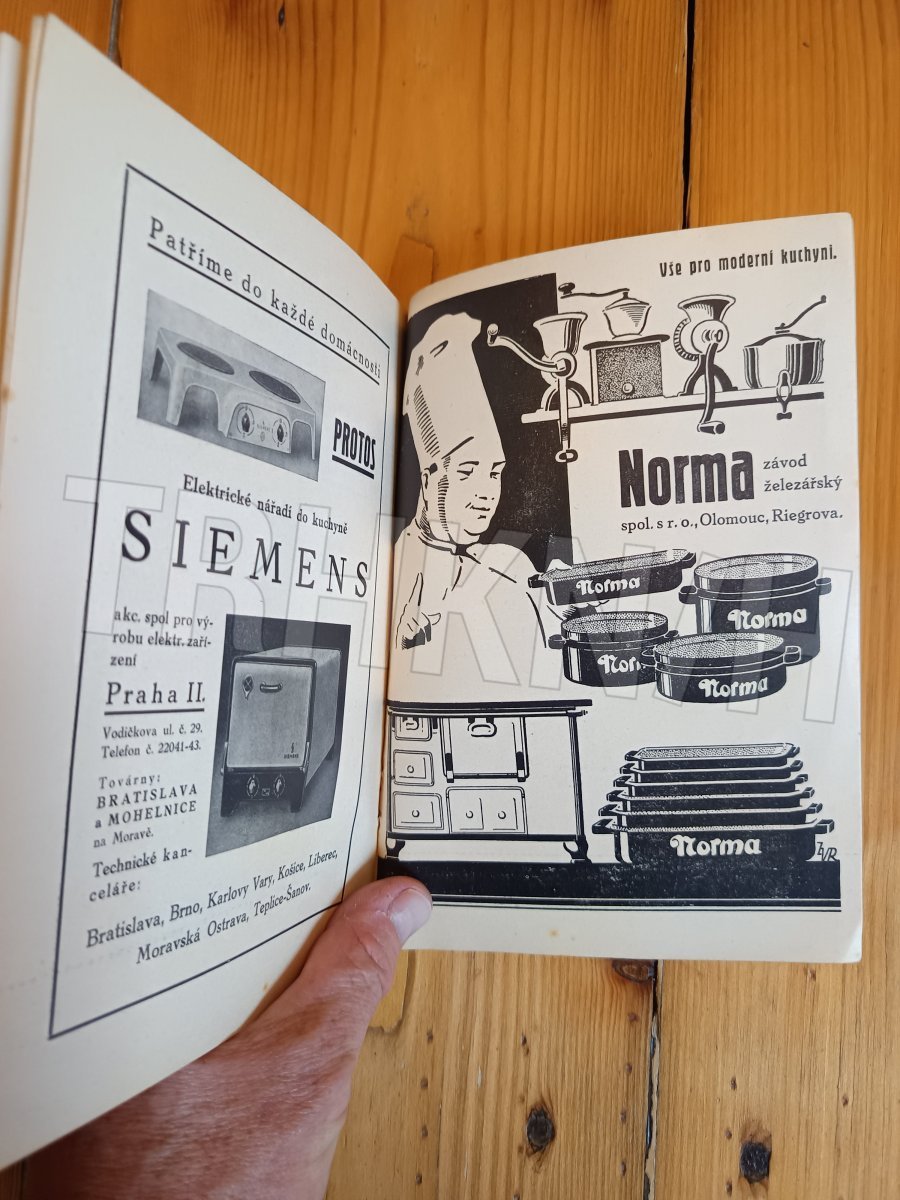 Patříme do každé domácnosti
PROTOS
Elektrické nářadí do kuchyně
SIEMENS
akc. spol pro vý-
robu elektr. zaří-
zení
Praha II.
Vodičkova ul. č. 29.
Telefon č. 22041-43.
Továrny:
BRATISLAVA
a MOHELNICE
na Moravě.
Technické kan-
celáře:
Bratislava, Brno, Karlovy Vary, Košice, Liberec,
Moravská Ostrava, Teplice-Šanov.
SIEMENS
Vše pro moderní kuchyni.
Norma závod
železářský
spol. s r. o., Olomouc, Riegrova.
Norma
Norma
Norma
Norma
Norma
TRHKNIH